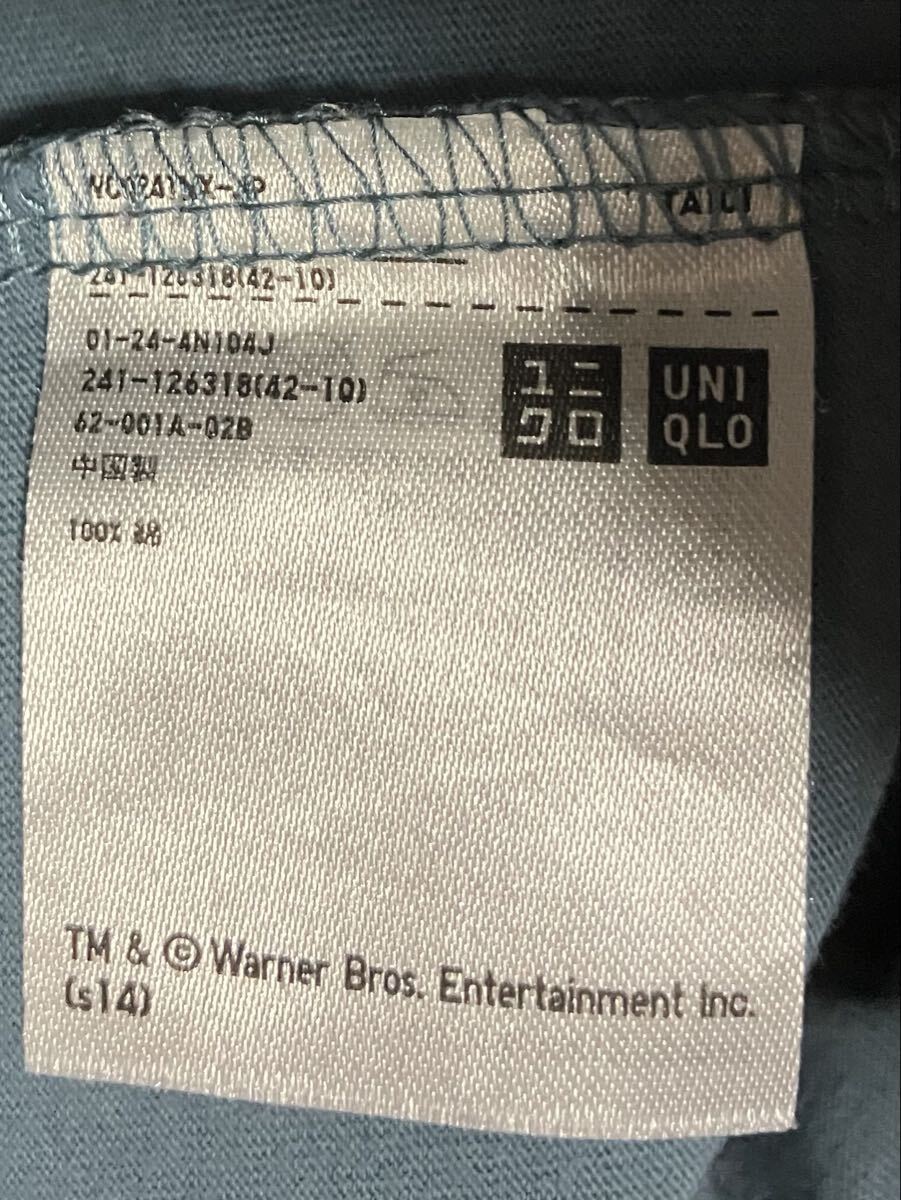 241-126318(42-10)
01-24-4N104J
241-126318(42-10)
62-001A-02B
中国製
100% 綿
ユニ
クロ
UNI
QLO
TM & © Warner Bros. Entertainment Inc.
(s14)